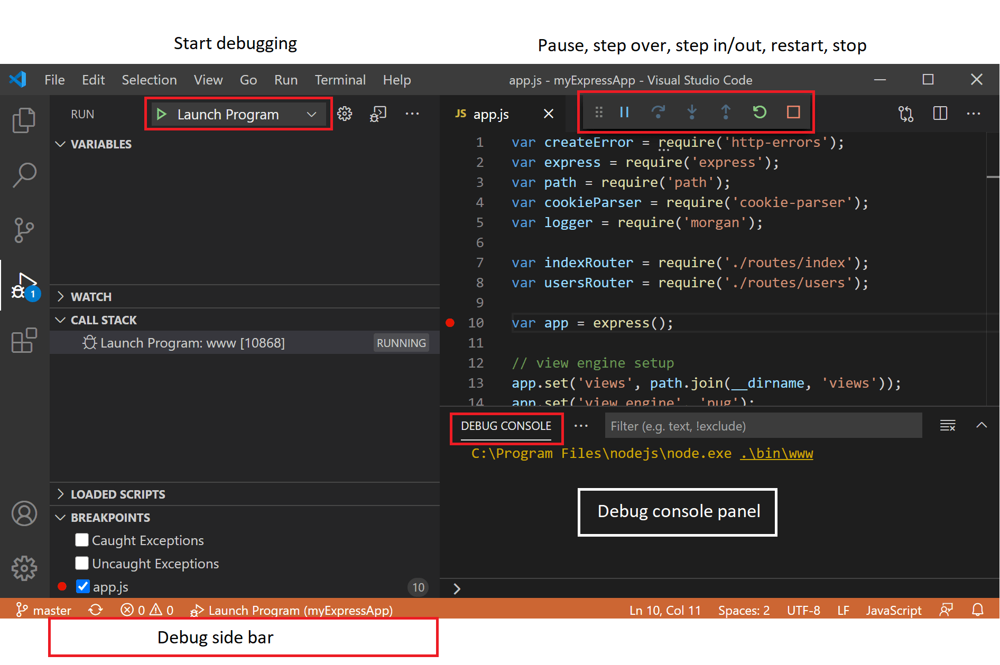 Start debugging
Pause, step over, step in/out, restart, stop
File Edit Selection View Go Run Terminal Help
app.js - myExpressApp - Visual Studio Code
RUN
Launch Program
VARIABLES
1
WATCH
CALL STACK
Launch Program: www [10868]
RUNNING
LOADED SCRIPTS
BREAKPOINTS
Caught Exceptions
Uncaught Exceptions
app.js
10
JS app.js
1 var createError = require('http-errors');
2 var express = require('express');
3 var path = require('path');
4 var cookieParser = require('cookie-parser');
5 var logger = require('morgan');
6
7 var indexRouter = require('./routes/index');
8 var usersRouter = require('./routes/users');
9
10 var app = express();
11
12 // view engine setup
13 app.set('views', path.join(__dirname, 'views'));
14 app.set('view engine', 'pug');
DEBUG CONSOLE
Filter (e.g. text, !exclude)
C:\Program Files\nodejs\node.exe .\bin\www
Debug console panel
master
0 0
Launch Program (myExpressApp)
Ln 10, Col 11
Spaces: 2
UTF-8
LF
JavaScript
Debug side bar